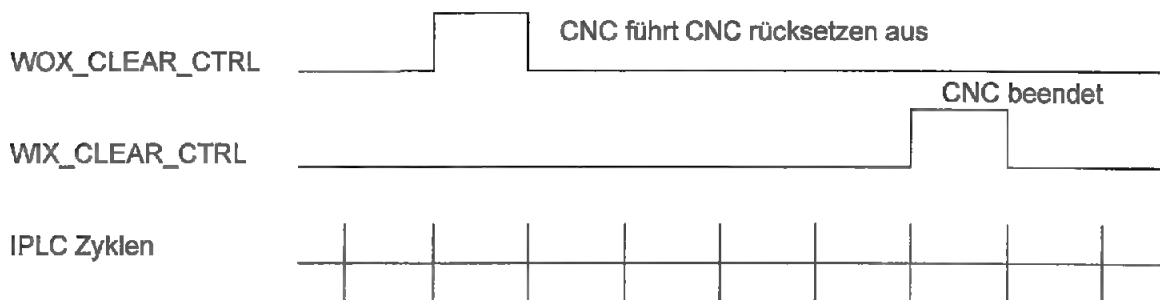 CNC führt CNC rücksetzen aus
WOX_CLEAR_CTRL
CNC beendet
WIX_CLEAR_CTRL
IPLC Zyklen